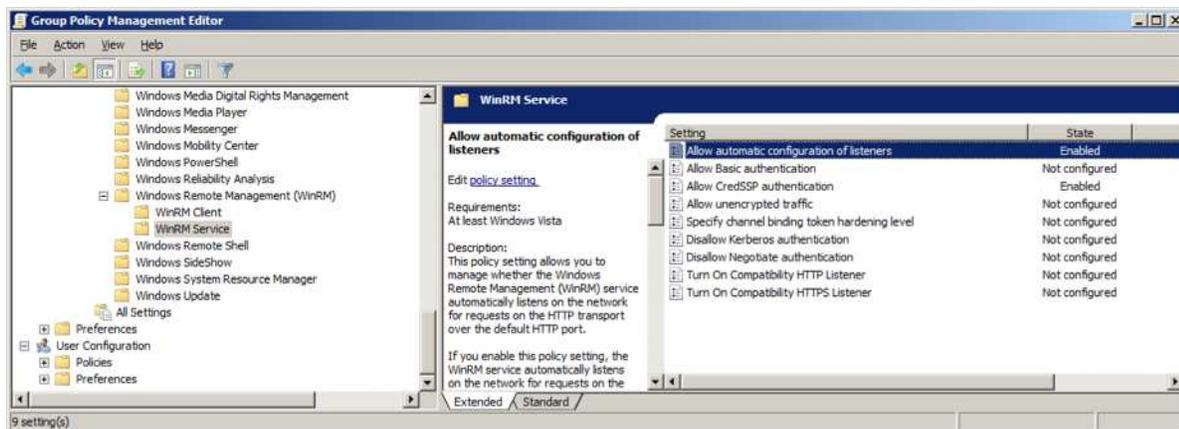 Group Policy Management Editor
File Action View Help
Windows Media Digital Rights Management
Windows Media Player
Windows Messenger
Windows Mobility Center
Windows PowerShell
Windows Reliability Analysis
Windows Remote Management (WinRM)
WinRM Client
WinRM Service
Windows Remote Shell
Windows SideShow
Windows System Resource Manager
Windows Update
All Settings
Preferences
User Configuration
Policies
Preferences
WinRM Service
Allow automatic configuration of
listeners
Edit policy setting
Requirements:
At least Windows Vista
Description:
This policy setting allows you to
manage whether the Windows
Remote Management (WinRM) service
automatically listens on the network
for requests on the HTTP transport
over the default HTTP port.
If you enable this policy setting, the
WinRM service automatically listens
on the network for requests on the
Setting State
Allow automatic configuration of listeners Enabled
Allow Basic authentication Not configured
Allow CredSSP authentication Enabled
Allow unencrypted traffic Not configured
Specify channel binding token hardening level Not configured
Disallow Kerberos authentication Not configured
Disallow Negotiate authentication Not configured
Turn On Compatibility HTTP Listener Not configured
Turn On Compatibility HTTPS Listener Not configured
Extended Standard
9 setting(s)